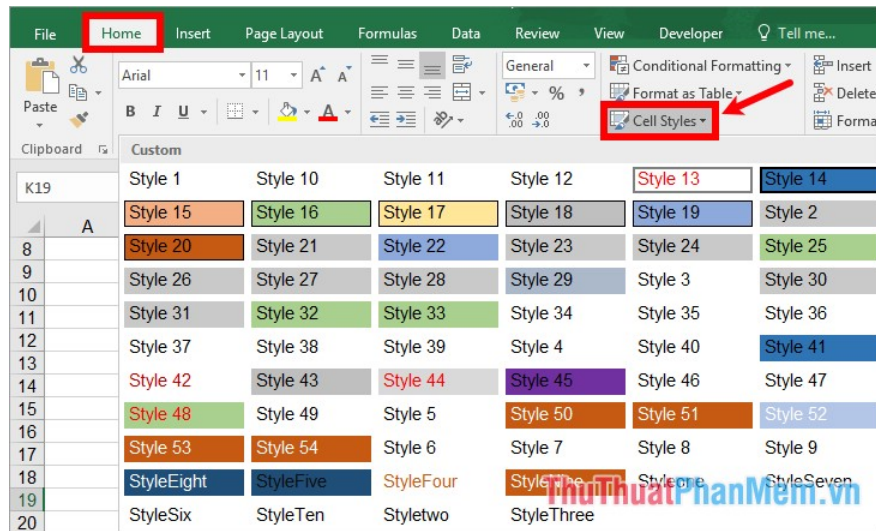 File Home Insert Page Layout Formulas Data Review View Developer Tell me...
Arial 11 A A General Conditional Formatting Insert
Paste B I U A % , Format as Table Delete
.00 .0 Cell Styles Forma
Clipboard Custom
K19 Style 1 Style 10 Style 11 Style 12 Style 13 Style 14
A Style 15 Style 16 Style 17 Style 18 Style 19 Style 2
8 Style 20 Style 21 Style 22 Style 23 Style 24 Style 25
9 Style 26 Style 27 Style 28 Style 29 Style 3 Style 30
10
11 Style 31 Style 32 Style 33 Style 34 Style 35 Style 36
12 Style 37 Style 38 Style 39 Style 4 Style 40 Style 41
13
14 Style 42 Style 43 Style 44 Style 45 Style 46 Style 47
15 Style 48 Style 49 Style 5 Style 50 Style 51 Style 52
16
17 Style 53 Style 54 Style 6 Style 7 Style 8 Style 9
18 StyleEight StyleFive StyleFour StyleNine Styleone StyleSeven
ThuThuatPhanMem.vn
19
20 StyleSix StyleTen Styletwo StyleThree